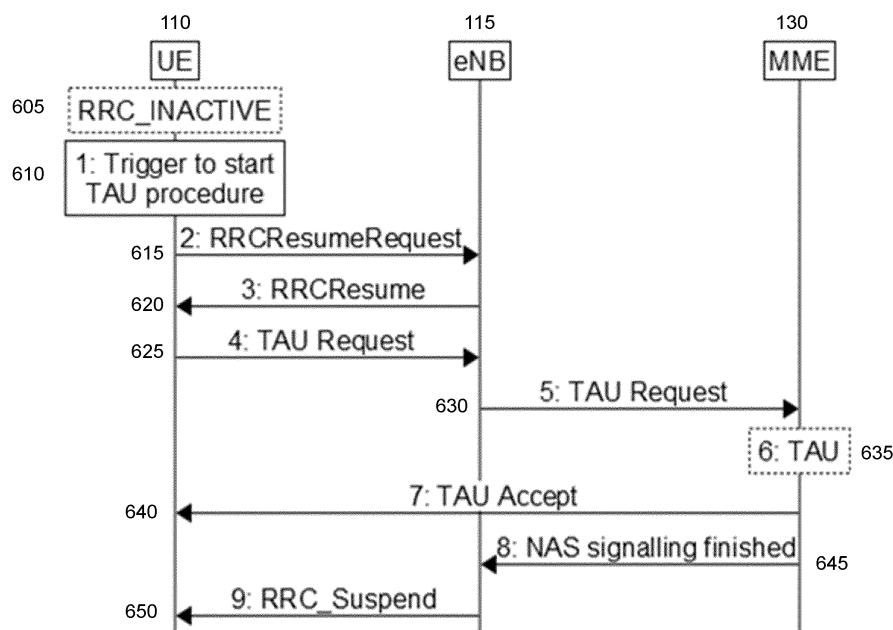 110 115 130
UE eNB MME
605 RRC_INACTIVE
610 1: Trigger to start
TAU procedure
615 2: RRCResumeRequest
620 3: RRCResume
625 4: TAU Request
630 5: TAU Request
6: TAU 635
640 7: TAU Accept
8: NAS signalling finished 645
650 9: RRC_Suspend